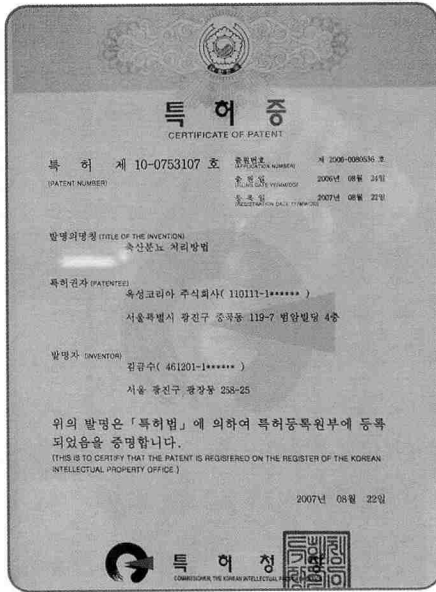 특허증
CERTIFICATE OF PATENT
특 허 제 10-0753107 호
(PATENT NUMBER)
출원번호 제 2006-0080536 호
(APPLICATION NUMBER)
출 원 일 2006년 08월 24일
(FILING DATE YY/MM/DD)
등 록 일 2007년 08월 22일
(REGISTRATION DATE YY/MM/DD)
발명의명칭 (TITLE OF THE INVENTION)
축산분뇨 처리방법
특허권자 (PATENTEE)
옥성코리아 주식회사( 110111-1****** )
서울특별시 광진구 중곡동 119-7 범암빌딩 4층
발명자 (INVENTOR)
김금수( 461201-1****** )
서울 광진구 광장동 258-25
위의 발명은 「특허법」에 의하여 특허등록원부에 등록
되었음을 증명합니다.
(THIS IS TO CERTIFY THAT THE PATENT IS REGISTERED ON THE REGISTER OF THE KOREAN
INTELLECTUAL PROPERTY OFFICE.)
2007년 08월 22일
특 허 청
COMMISSIONER, THE KOREAN INTELLECTUAL